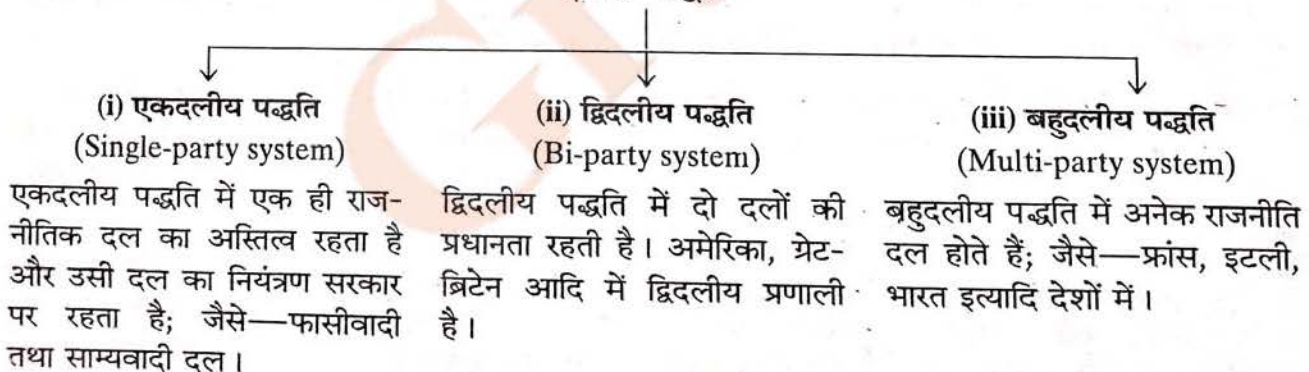 (i) एकदलीय पद्धति
(Single-party system)
एकदलीय पद्धति में एक ही राज-
नीतिक दल का अस्तित्व रहता है
और उसी दल का नियंत्रण सरकार
पर रहता है; जैसे—फासीवादी
तथा साम्यवादी दल।
(ii) द्विदलीय पद्धति
(Bi-party system)
द्विदलीय पद्धति में दो दलों की
प्रधानता रहती है। अमेरिका, ग्रेट-
ब्रिटेन आदि में द्विदलीय प्रणाली
है।
(iii) बहुदलीय पद्धति
(Multi-party system)
बहुदलीय पद्धति में अनेक राजनीति
दल होते हैं; जैसे—फ्रांस, इटली,
भारत इत्यादि देशों में।